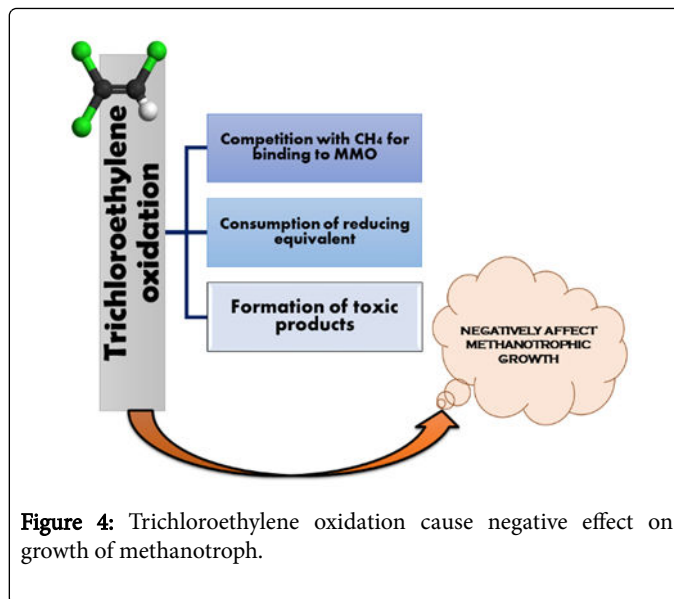 Trichloroethylene
oxidation
Competition with CH₄ for
binding to MMO
Consumption of reducing
equivalent
Formation of toxic
products
NEGATIVELY AFFECT
METHANOTROPHIC
GROWTH
Figure 4: Trichloroethylene oxidation cause negative effect on
growth of methanotroph.